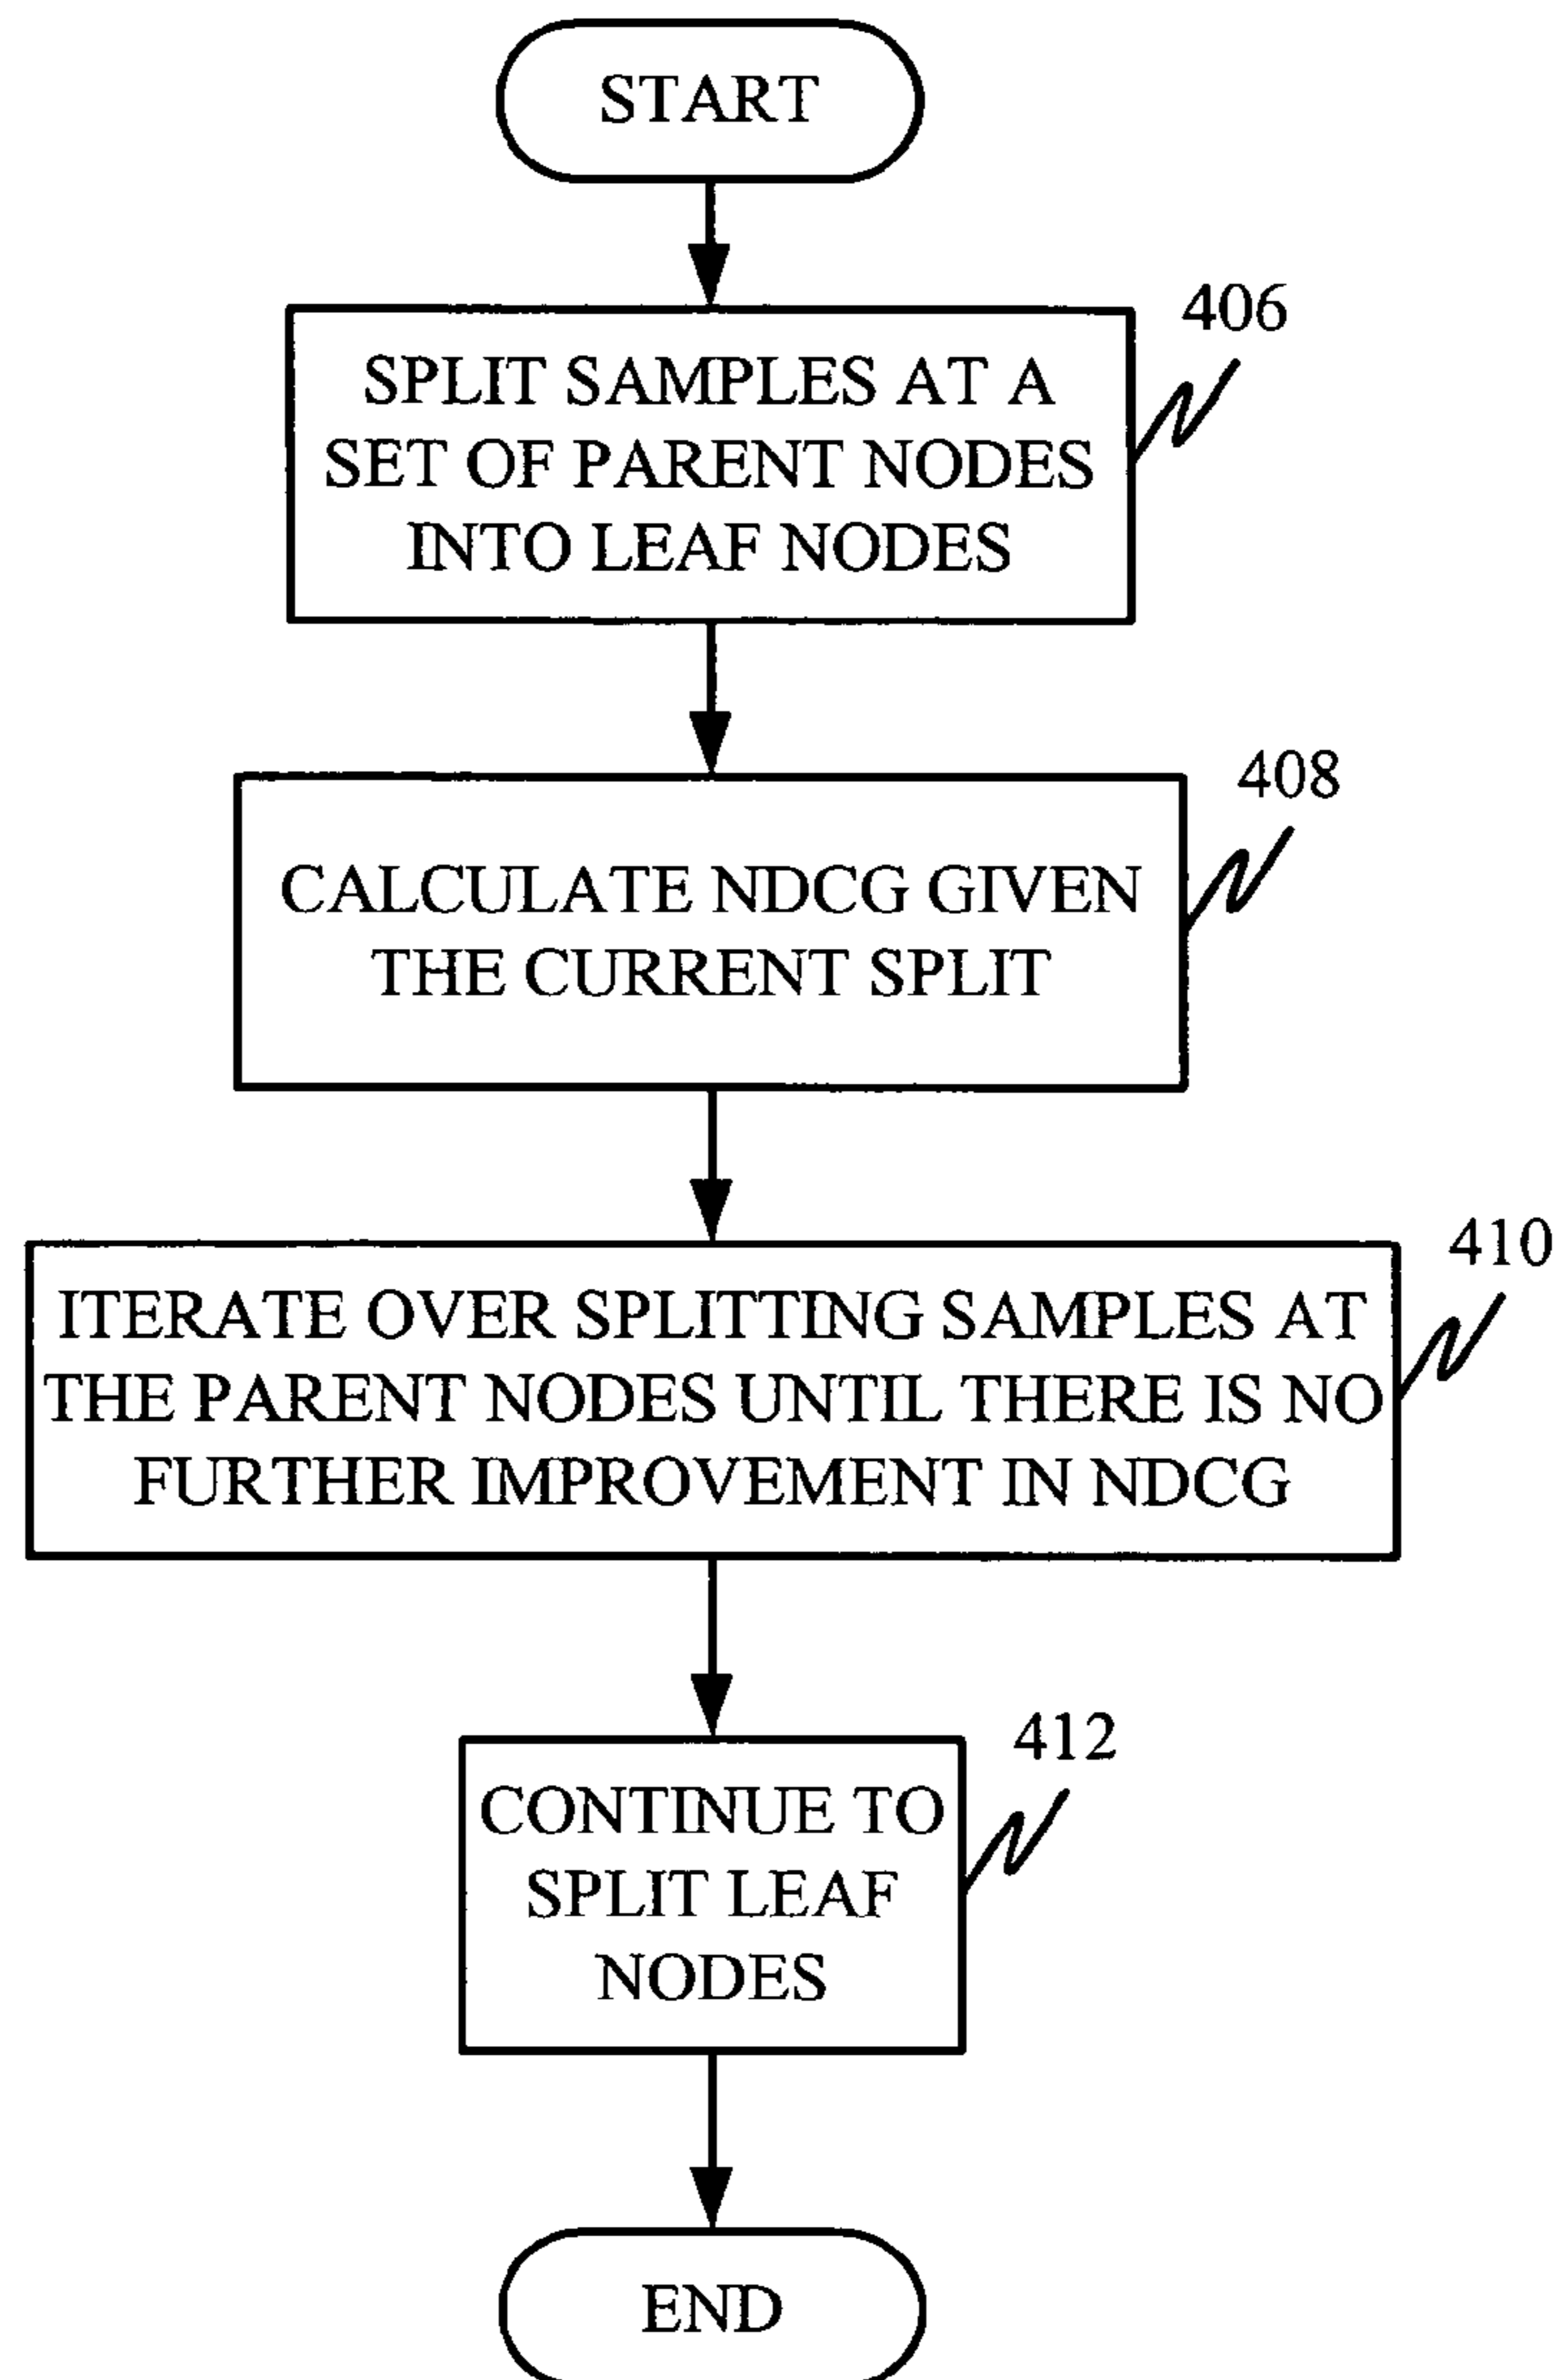 START
406
SPLIT SAMPLES AT A
SET OF PARENT NODES
INTO LEAF NODES
408
CALCULATE NDCG GIVEN
THE CURRENT SPLIT
410
ITERATE OVER SPLITTING SAMPLES AT
THE PARENT NODES UNTIL THERE IS NO
FURTHER IMPROVEMENT IN NDCG
412
CONTINUE TO
SPLIT LEAF
NODES
END